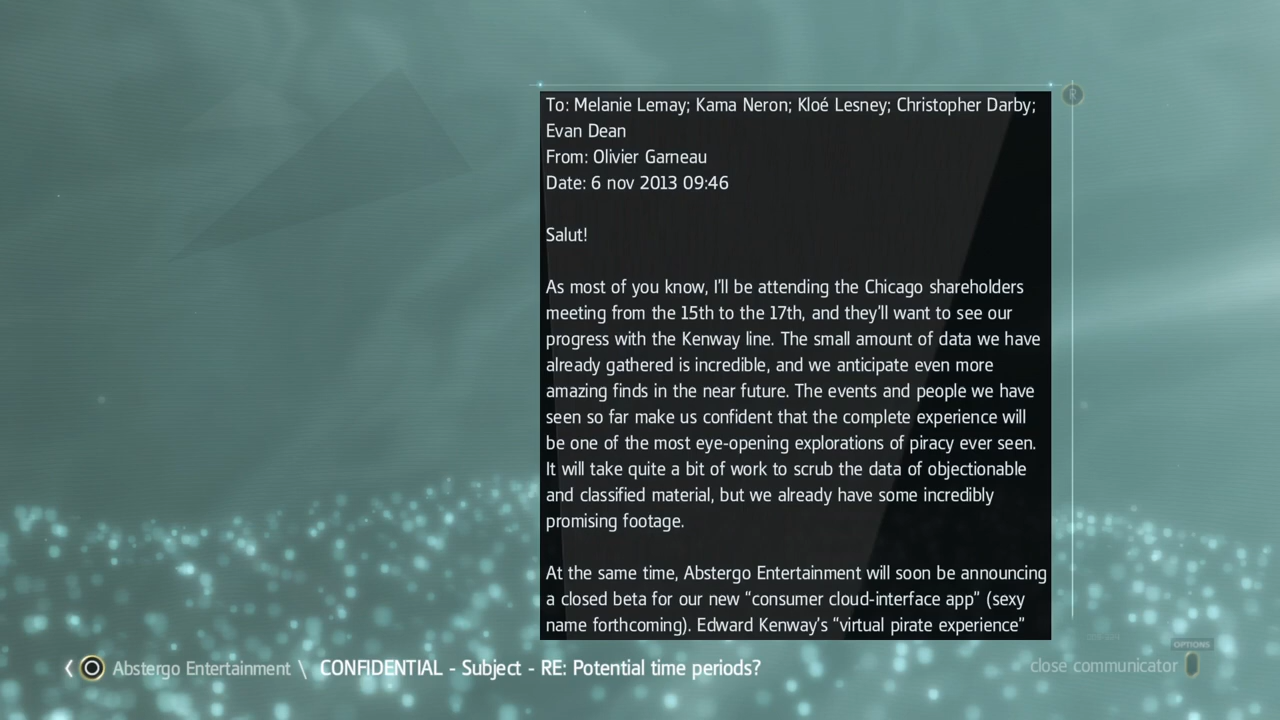 To: Melanie Lemay; Kama Neron; Kloé Lesney; Christopher Darby;
Evan Dean
From: Olivier Garneau
Date: 6 nov 2013 09:46
Salut!
As most of you know, I'll be attending the Chicago shareholders
meeting from the 15th to the 17th, and they'll want to see our
progress with the Kenway line. The small amount of data we have
already gathered is incredible, and we anticipate even more
amazing finds in the near future. The events and people we have
seen so far make us confident that the complete experience will
be one of the most eye-opening explorations of piracy ever seen.
It will take quite a bit of work to scrub the data of objectionable
and classified material, but we already have some incredibly
promising footage.
At the same time, Abstergo Entertainment will soon be announcing
a closed beta for our new “consumer cloud-interface app” (sexy
name forthcoming). Edward Kenway's “virtual pirate experience”
R
OPTIONS
Abstergo Entertainment \ CONFIDENTIAL - Subject - RE: Potential time periods?
close communicator